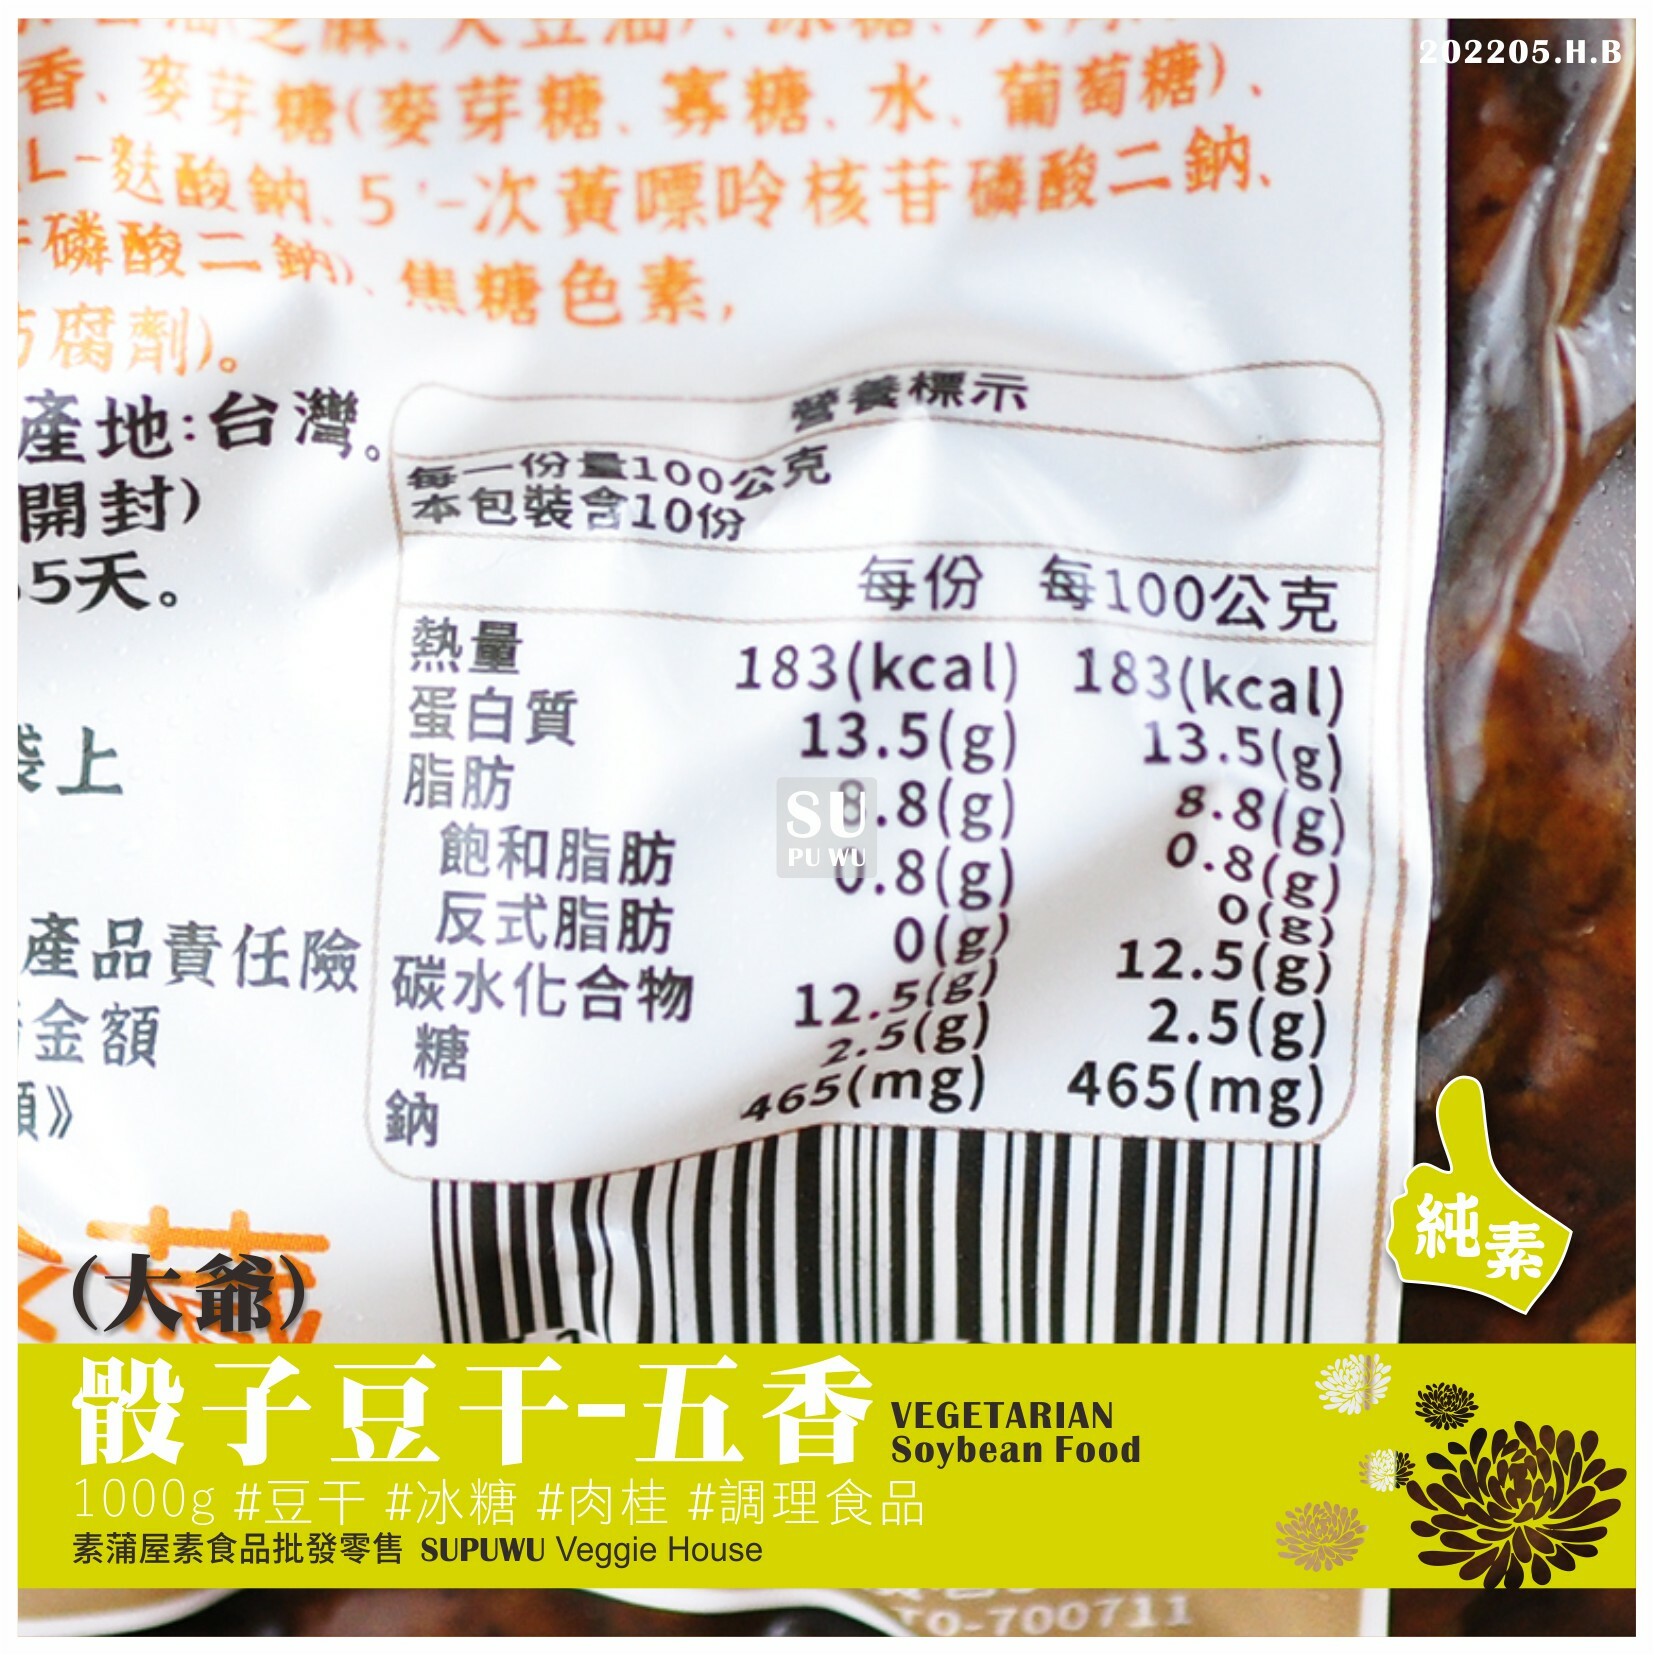 202205.H.B
香、麥芽糖(麥芽糖、寡糖、水、葡萄糖)、
L-麩酸鈉、5'-次黃嘌呤核苷磷酸二鈉、
磷酸二鈉)、焦糖色素,
腐劑)。
產地:台灣。
開封)
5天。
上
產品責任險
金額
額》
營養標示
每一份量100公克
本包裝含10份
每份 每100公克
熱量 183(kcal) 183(kcal)
蛋白質 13.5(g) 13.5(g)
脂肪 8.8(g) 8.8(g)
飽和脂肪 0.8(g) 0.8(g)
反式脂肪 0(g) 0(g)
碳水化合物 12.5(g) 12.5(g)
糖 2.5(g) 2.5(g)
鈉 465(mg) 465(mg)
SU
PU WU
純素
(大爺)
骰子豆干-五香
VEGETARIAN
Soybean Food
1000g #豆干 #冰糖 #肉桂 #調理食品
素蒲屋素食品批發零售 SUPUWU Veggie House
TO-700711